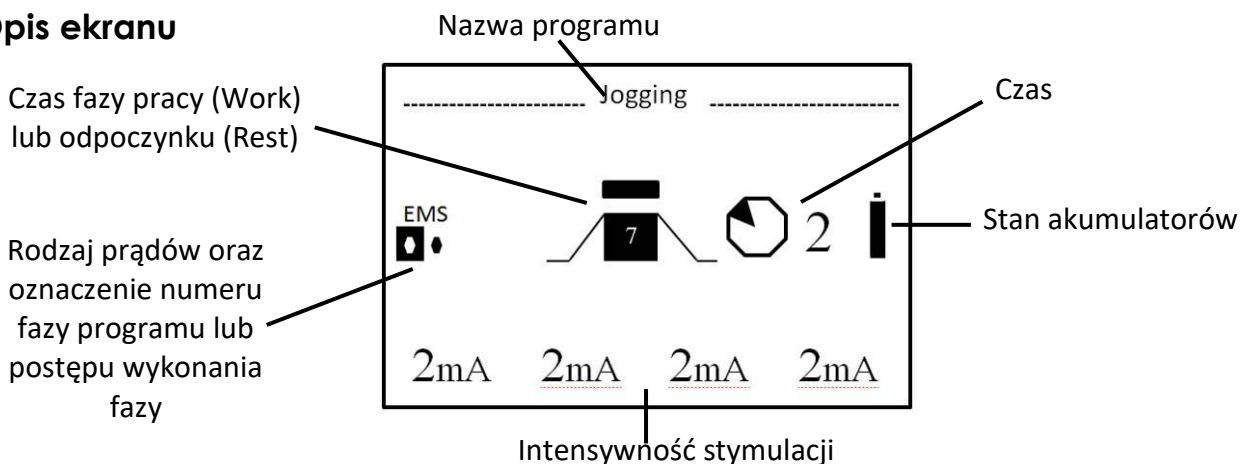 pis ekranu
Nazwa programu
Czas fazy pracy (Work)
lub odpoczynku (Rest)
Jogging
Czas
EMS
7
2
Stan akumulatorów
Rodzaj prądów oraz
oznaczenie numeru
fazy programu lub
postępu wykonania
fazy
2mA 2mA 2mA 2mA
Intensywność stymulacji